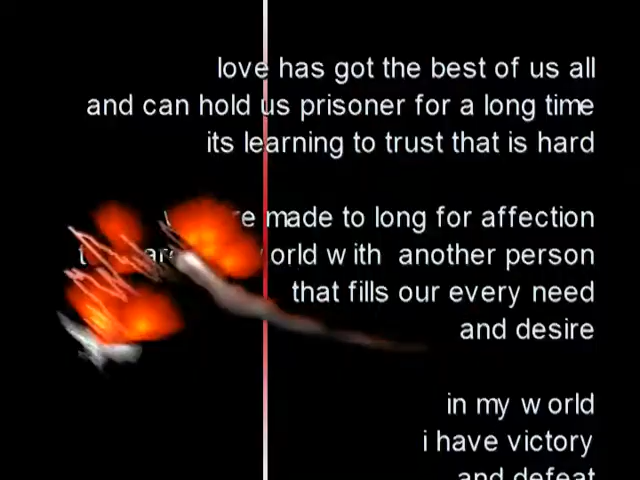 love has got the best of us all
and can hold us prisoner for a long time
its learning to trust that is hard
made to long for affection
world with another person
that fills our every need
and desire
in my world
i have victory
and defeat